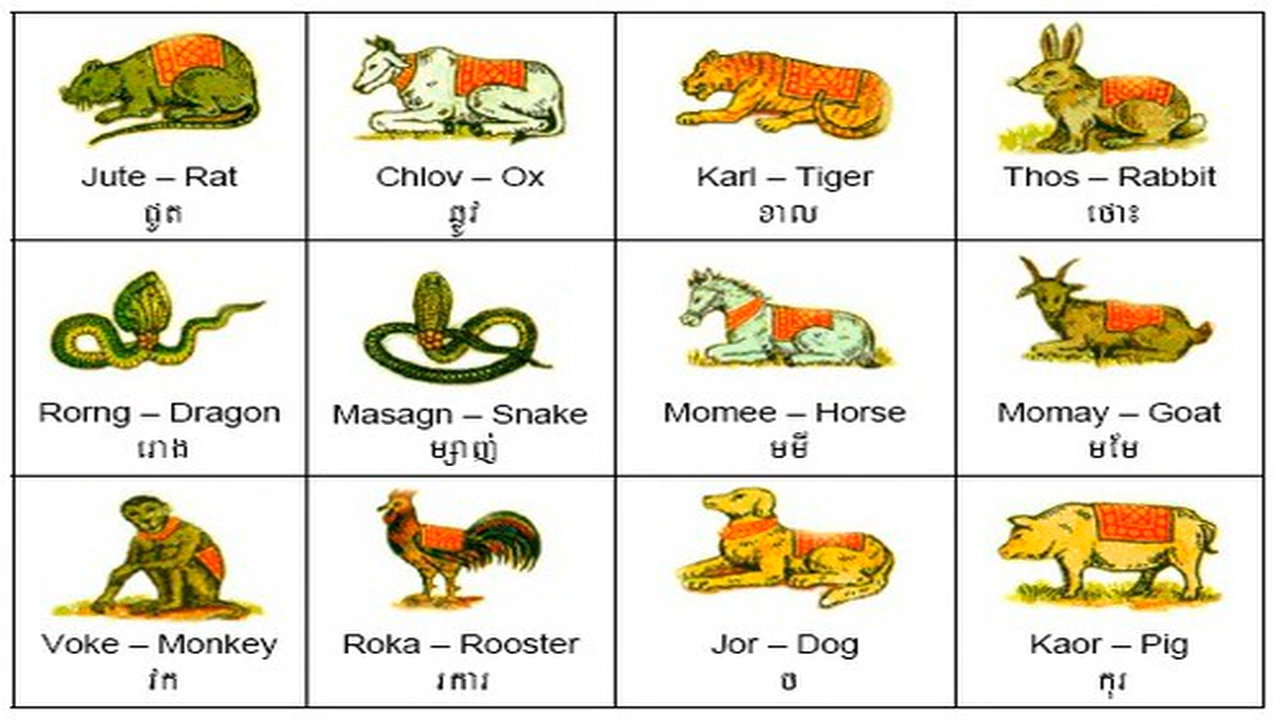 Jute – Rat
ជូត
Chlov – Ox
ឆ្លូវ
Karl – Tiger
ខាល
Thos – Rabbit
ថោះ
Rorng – Dragon
រោង
Masagn – Snake
ម្សាញ់
Momee – Horse
មមី
Momay – Goat
មមែ
Voke – Monkey
វក
Roka – Rooster
រការ
Jor – Dog
ច
Kaor – Pig
កុរ